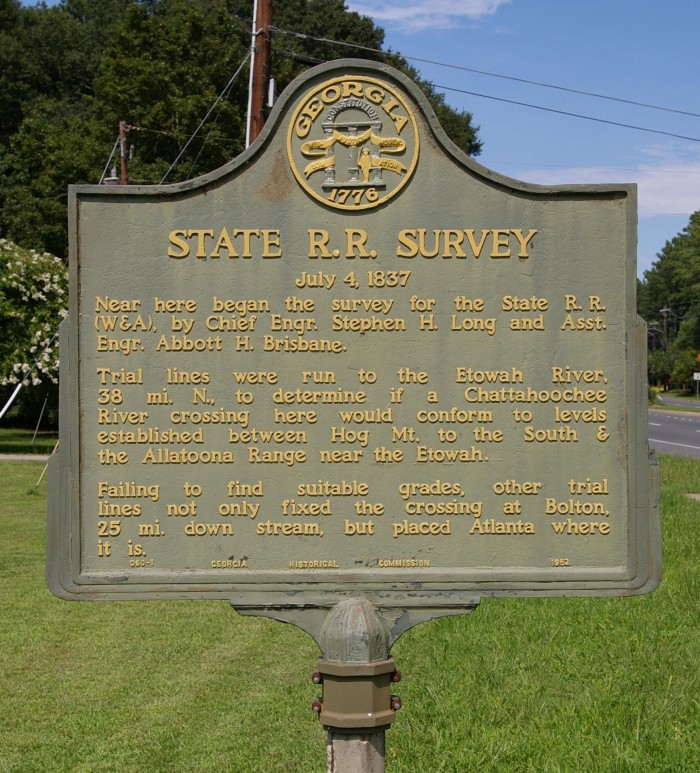 GEORGIA
CONSTITUTION
1776
STATE R.R. SURVEY
July 4, 1837
Near here began the survey for the State R.R.
(W&A), by Chief Engr. Stephen H. Long and Asst.
Engr. Abbott H. Brisbane.
Trial lines were run to the Etowah River,
38 mi. N., to determine if a Chattahoochee
River crossing here would conform to levels
established between Hog Mt. to the South &
the Allatoona Range near the Etowah.
Failing to find suitable grades, other trial
lines not only fixed the crossing at Bolton,
25 mi. down stream, but placed Atlanta where
it is.
060-1 GEORGIA HISTORICAL COMMISSION 1952